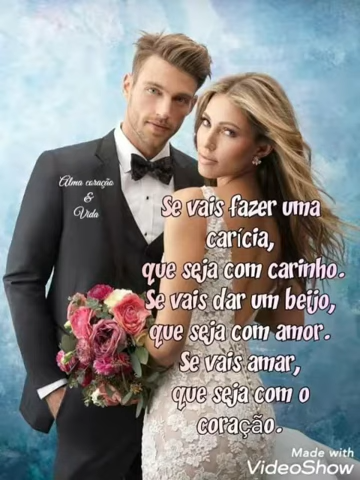 Alma coração
&
Vida
Se vais fazer uma
carícia,
que seja com carinho.
Se vais dar um beijo,
que seja com amor.
Se vais amar,
que seja com o
coração.
Made with
VideoShow